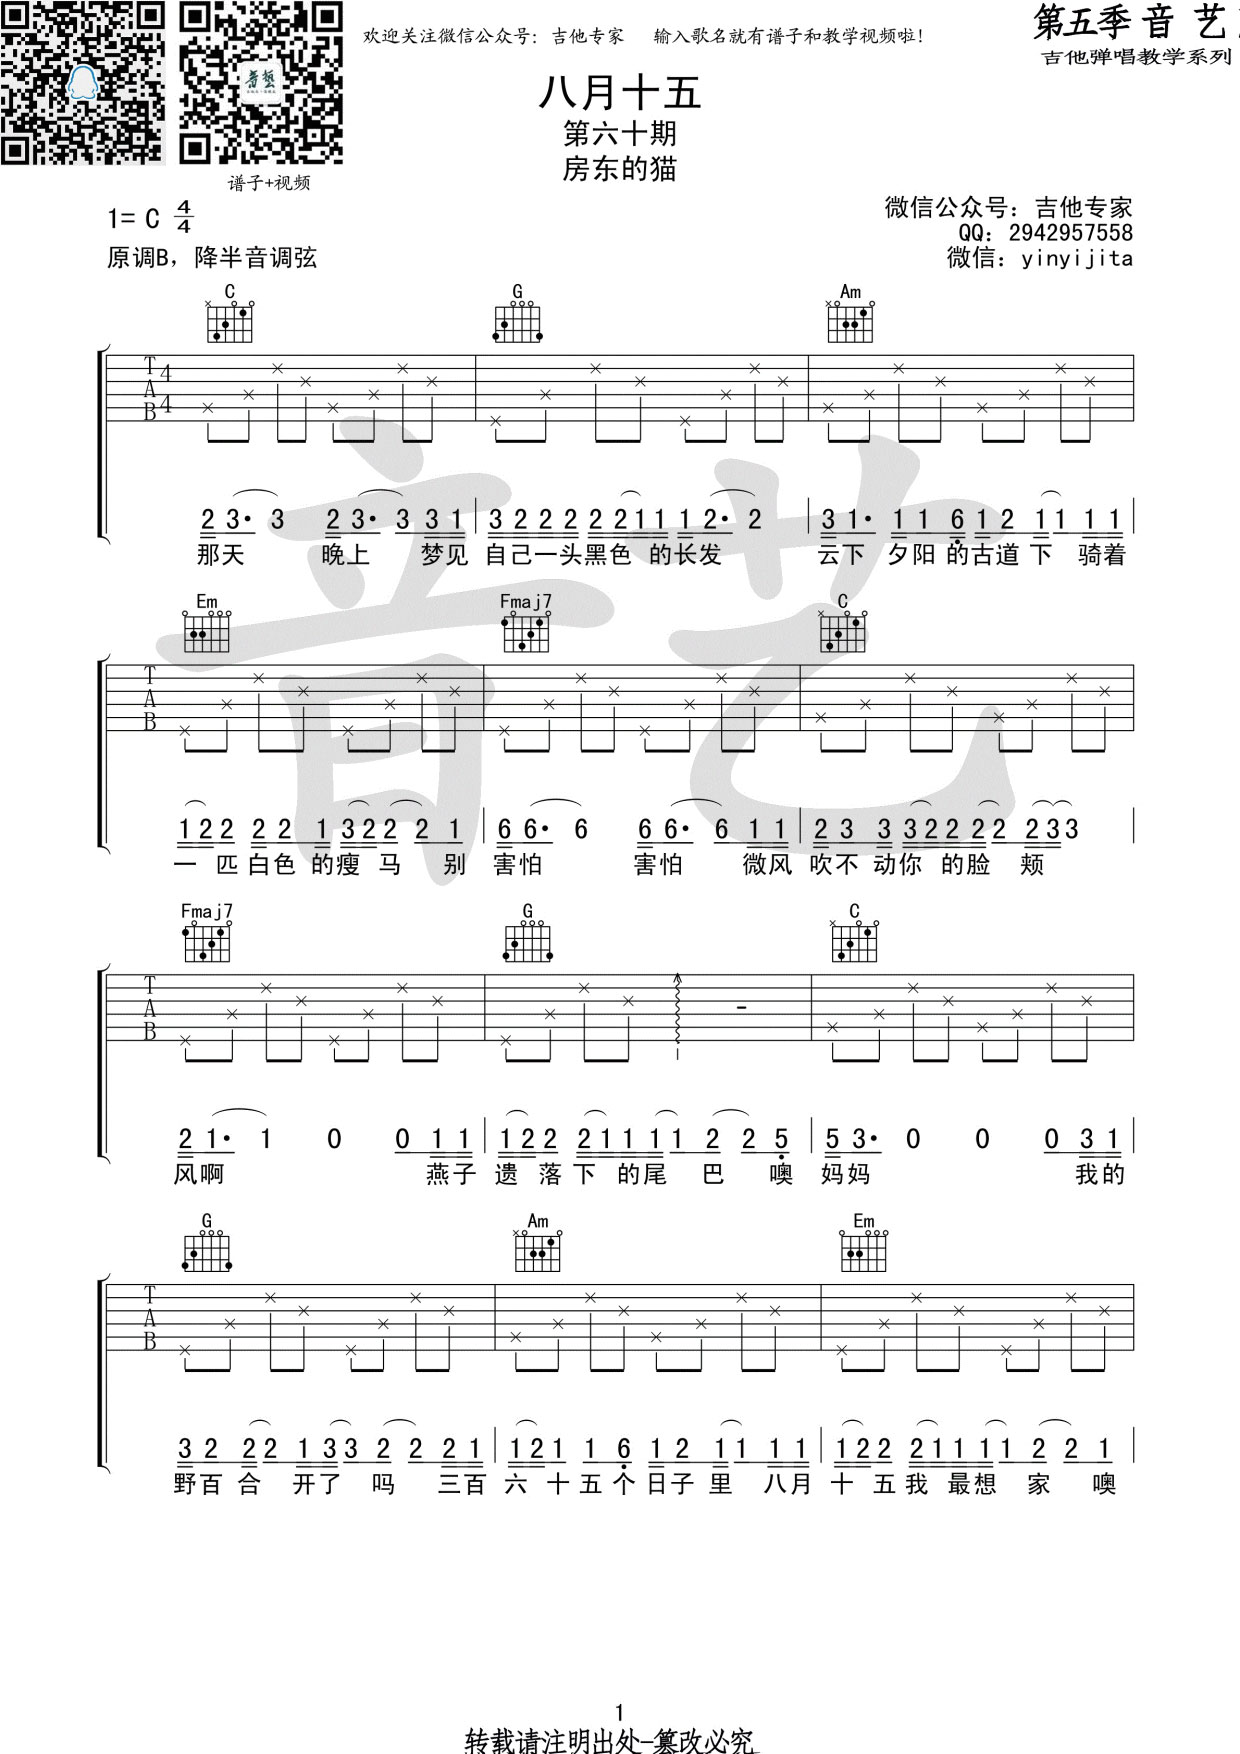 欢迎关注微信公众号：吉他专家 输入歌名就有谱子和教学视频啦！
第五季音艺
吉他弹唱教学系列
八月十五
第六十期
房东的猫
谱子+视频
1= C 4/4
原调B，降半音调弦
微信公众号：吉他专家
QQ：2942957558
微信：yinyijita
C G Am
T A B 4/4
2 3· 3 2 3· 3 3 1 | 3 2 2 2 2 2 1 1 1 2· 2 | 3 1· 1 1 6 1 2 1 1 1 1 |
那天 晚上 梦见 自己一头黑色 的长发 云下 夕阳 的古道 下 骑着
Em Fmaj7 C
T A B
1 2 2 2 2 1 3 2 2 2 1 | 6 6· 6 6 6· 6 1 1 | 2 3 3 3 2 2 2 2 2 3 3 |
一 匹 白色 的瘦 马 别 害怕 害怕 微风 吹不 动你 的脸 颊
Fmaj7 G C
T A B
2 1· 1 0 0 1 1 | 1 2 2 2 1 1 1 1 2 2 5 | 5 3· 0 0 0 3 1 |
风啊 燕子 遗 落 下 的尾 巴 噢 妈妈 我的
G Am Em
T A B
3 2 2 2 1 3 3 2 2 2 1 | 1 2 1 1 6 1 2 1 1 1 1 | 1 2 2 2 1 1 1 1 2 2 1 |
野百 合 开了 吗 三百 六 十 五 个 日子 里 八月 十 五 我 最想 家 噢
音艺
1
转载请注明出处-篡改必究